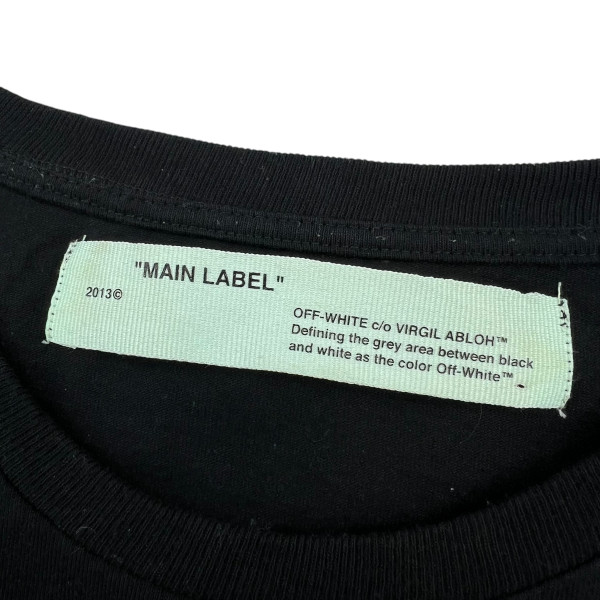 "MAIN LABEL"
2013©
OFF-WHITE c/o VIRGIL ABLOH™
Defining the grey area between black
and white as the color Off-White™.